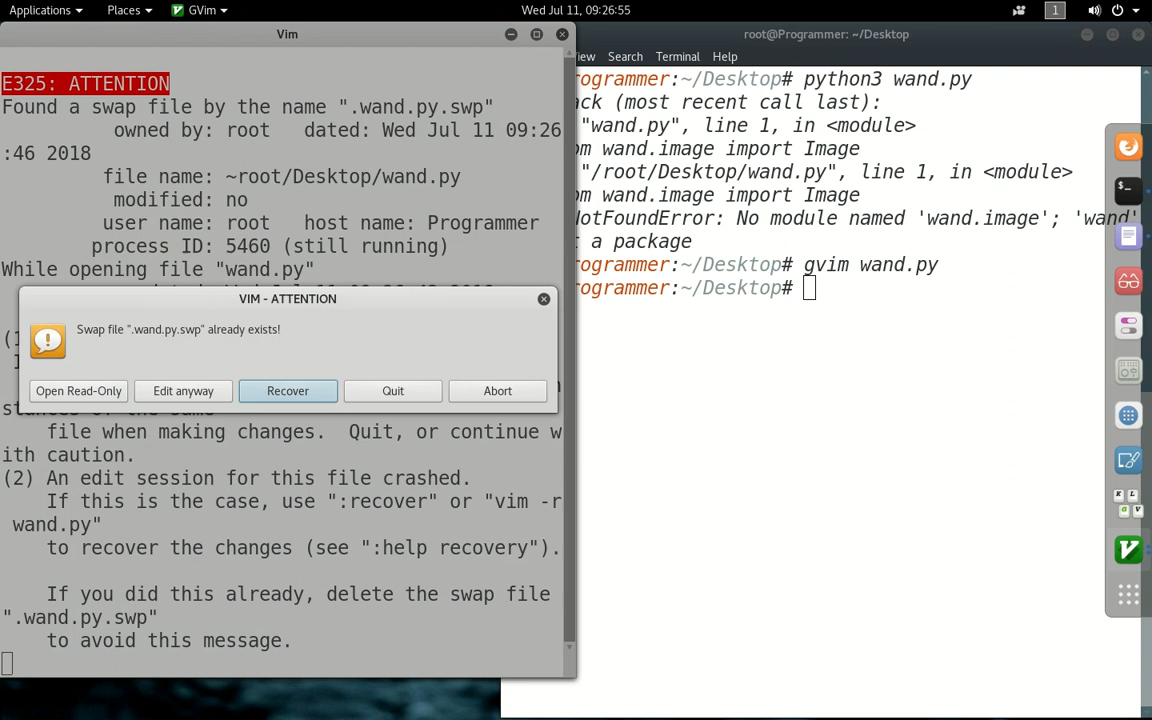 Applications Places GVim Wed Jul 11, 09:26:55 1
Vim
E325: ATTENTION
Found a swap file by the name ".wand.py.swp"
owned by: root dated: Wed Jul 11 09:26
:46 2018
file name: ~root/Desktop/wand.py
modified: no
user name: root host name: Programmer
process ID: 5460 (still running)
While opening file "wand.py"
VIM - ATTENTION
Swap file ".wand.py.swp" already exists!
Open Read-Only Edit anyway Recover Quit Abort
file when making changes. Quit, or continue w
ith caution.
(2) An edit session for this file crashed.
If this is the case, use ":recover" or "vim -r
wand.py"
to recover the changes (see ":help recovery").
If you did this already, delete the swap file
".wand.py.swp"
to avoid this message.
root@Programmer: ~/Desktop
iew Search Terminal Help
rogrammer:~/Desktop# python3 wand.py
ack (most recent call last):
"wand.py", line 1, in <module>
om wand.image import Image
"/root/Desktop/wand.py", line 1, in <module>
om wand.image import Image
NotFoundError: No module named 'wand.image'; 'wand'
t a package
rogrammer:~/Desktop# gvim wand.py
rogrammer:~/Desktop#
K L
a V